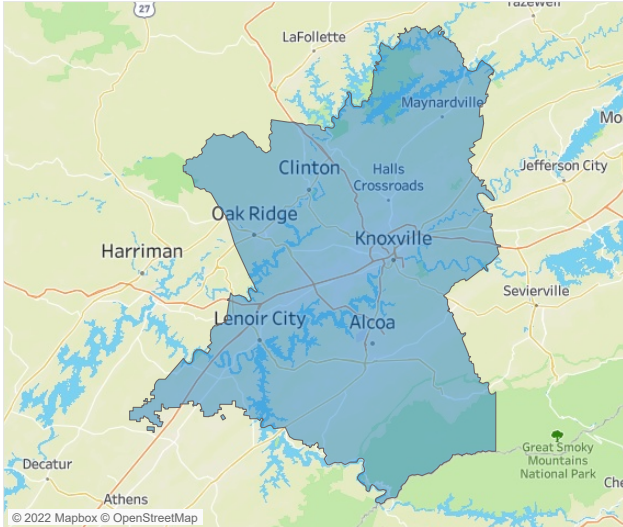 27
Tazewell
LaFollette
Maynardville
Clinton
Halls
Crossroads
Jefferson City
Oak Ridge
Knoxville
Harriman
Sevierville
Lenoir City
Alcoa
Great Smoky
Mountains
National Park
Decatur
Athens
© 2022 Mapbox © OpenStreetMap